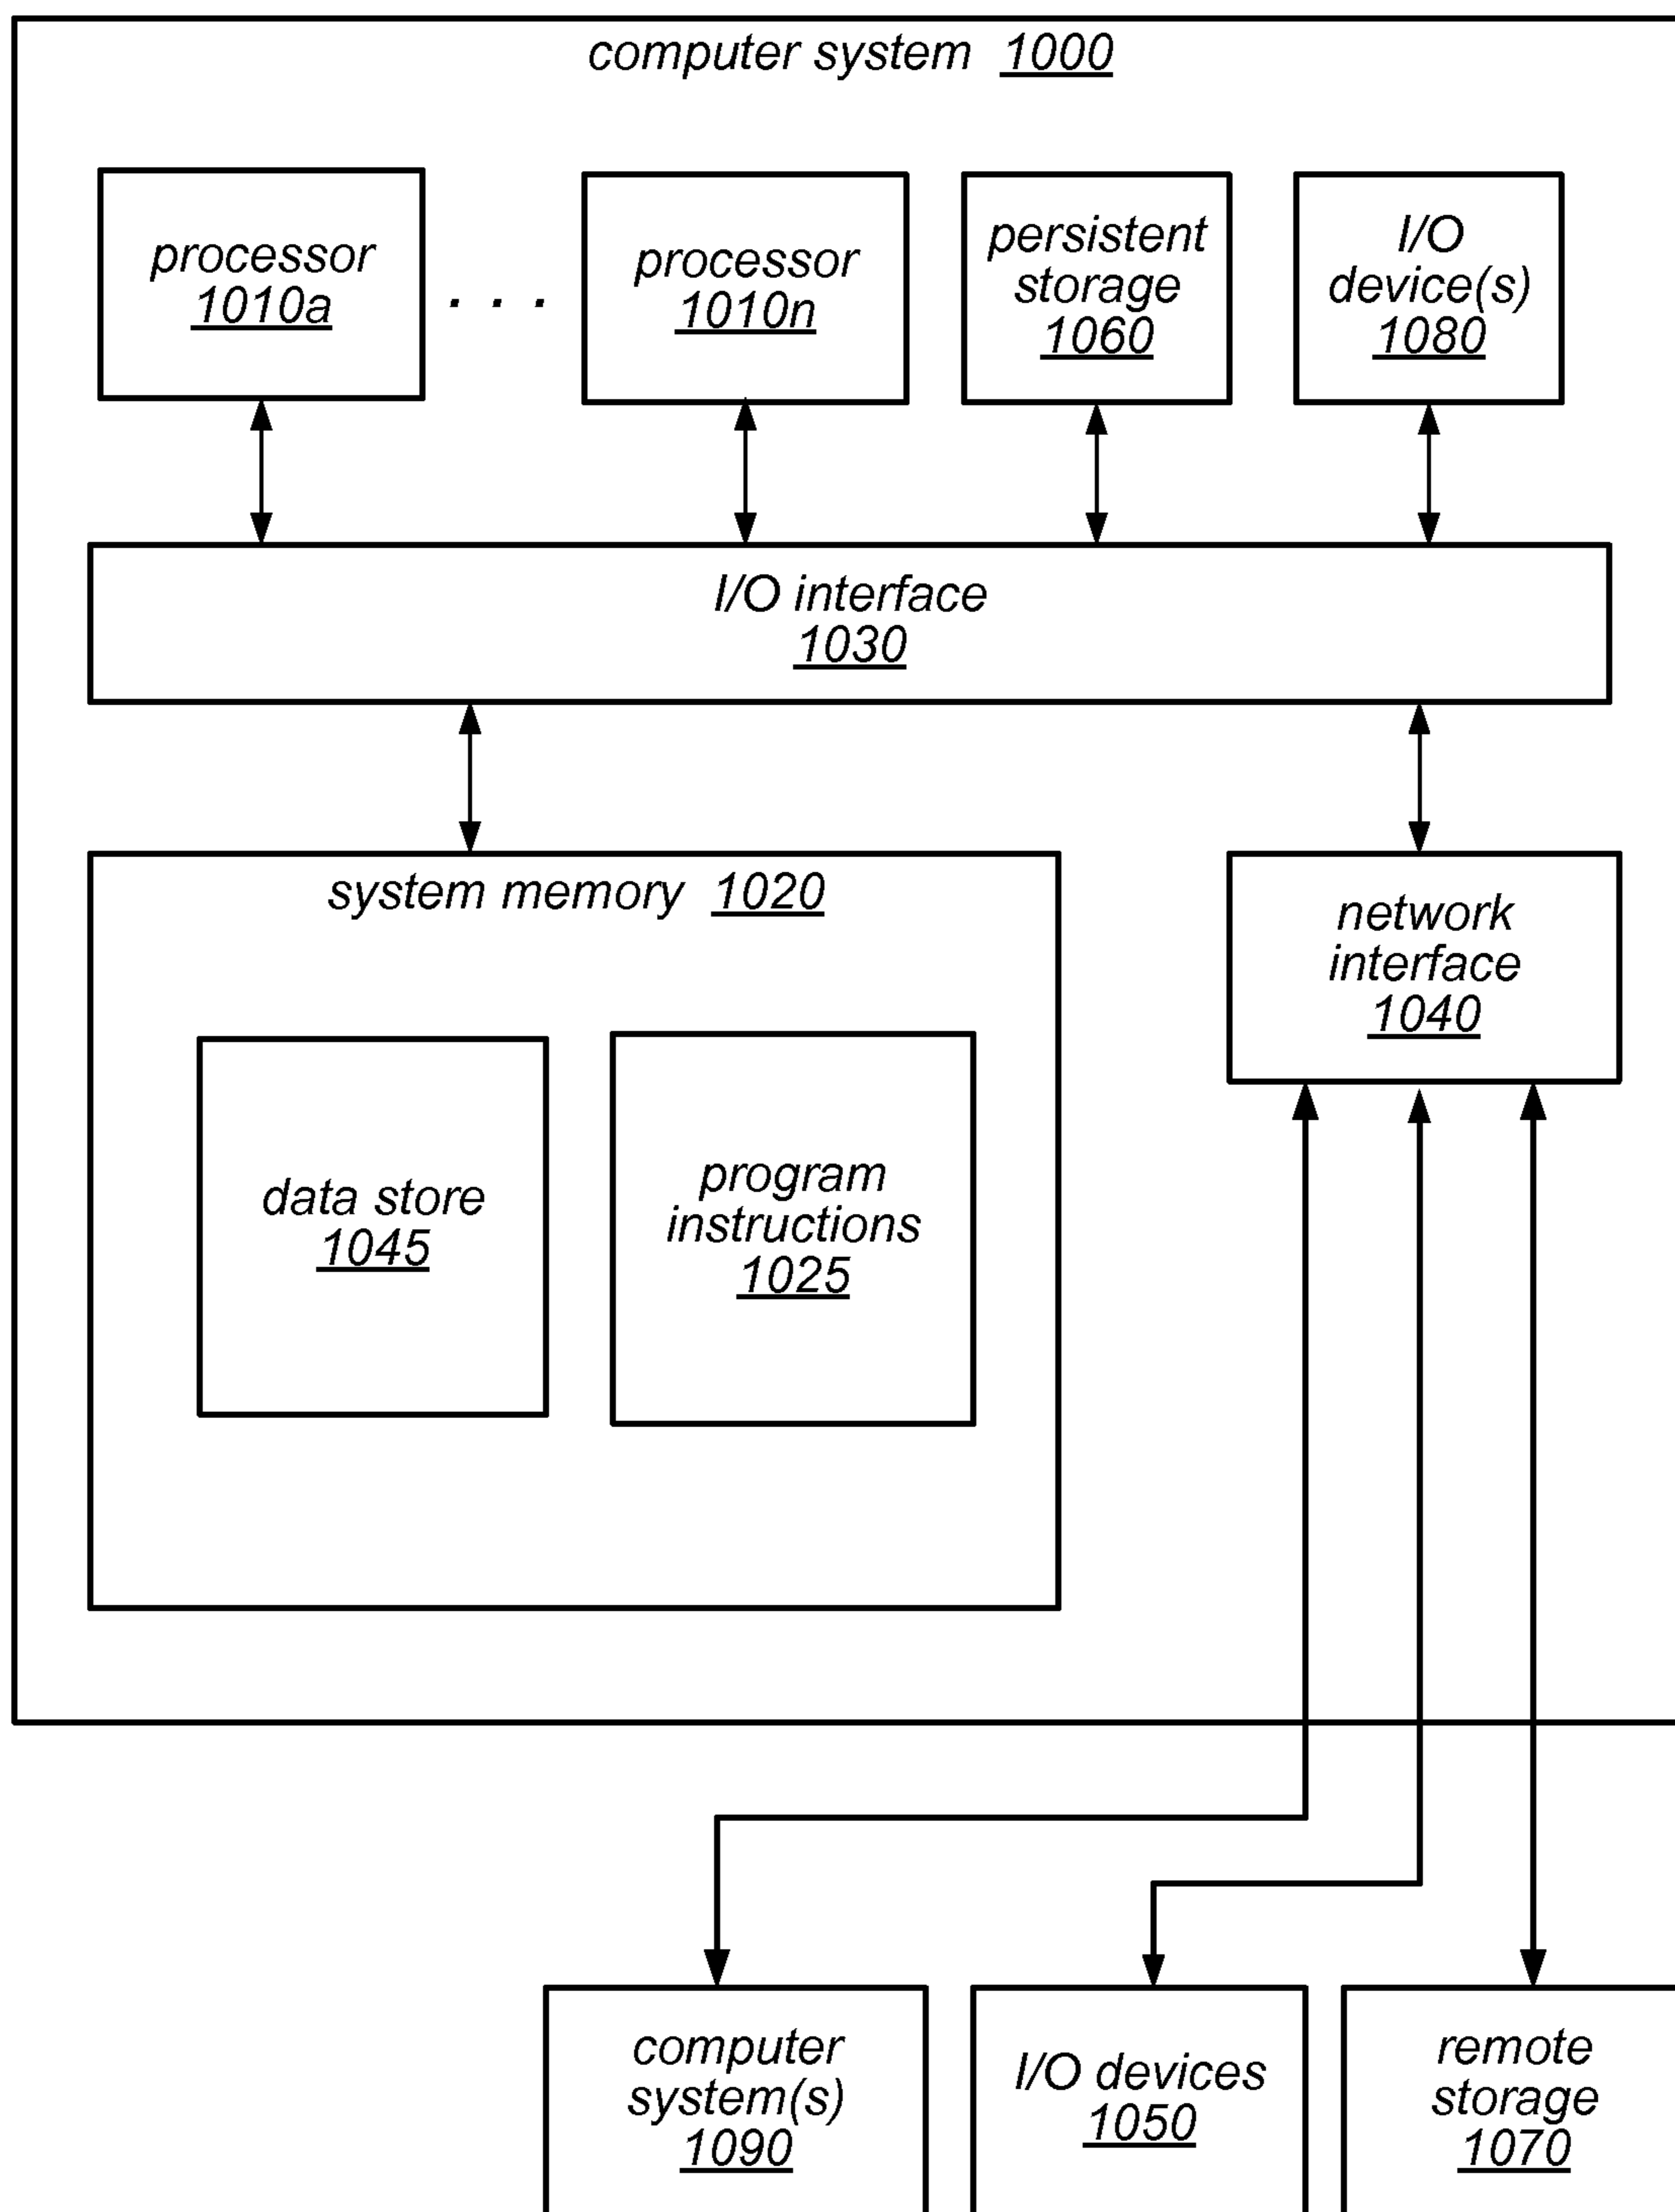 computer system 1000
processor
1010a
. . .
processor
1010n
persistent
storage
1060
I/O
device(s)
1080
I/O interface
1030
system memory 1020
network
interface
1040
data store
1045
program
instructions
1025
computer
system(s)
1090
I/O devices
1050
remote
storage
1070